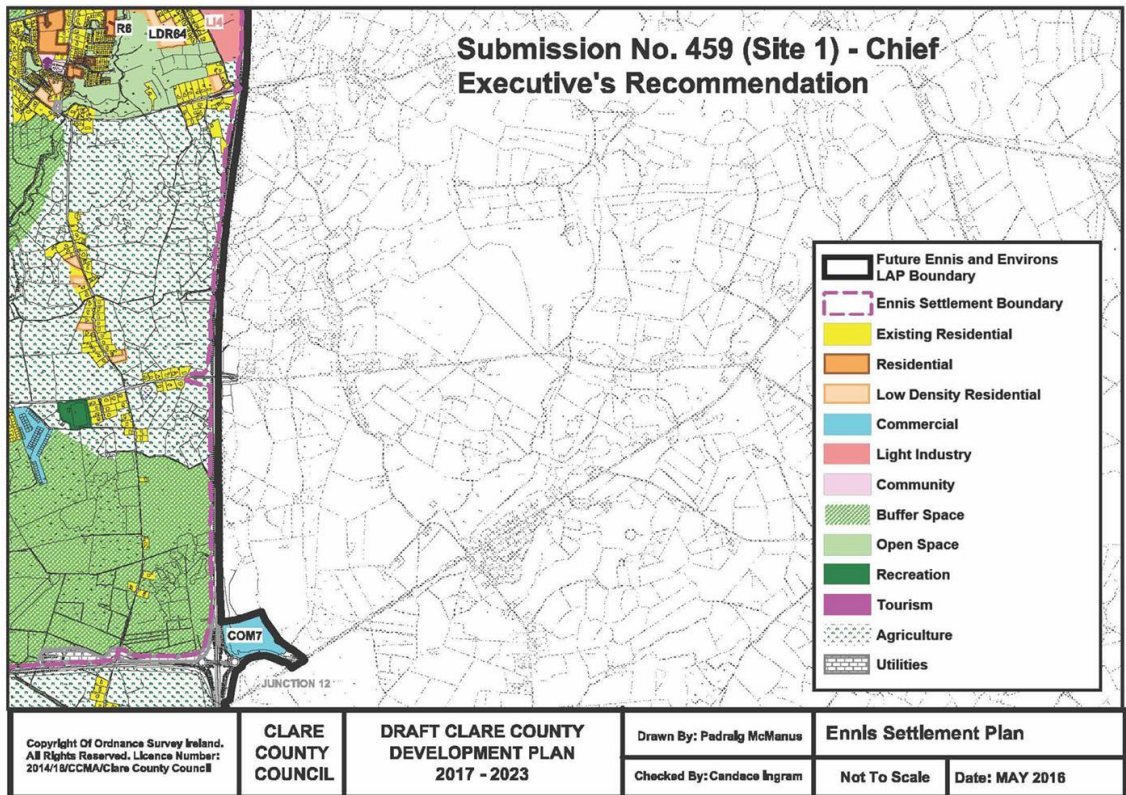 R8
LDR64
LI4
Submission No. 459 (Site 1) - Chief
Executive's Recommendation
Future Ennis and Environs
LAP Boundary
Ennis Settlement Boundary
Existing Residential
Residential
Low Density Residential
Commercial
Light Industry
Community
Buffer Space
Open Space
Recreation
Tourism
Agriculture
Utilities
COM7
JUNCTION 12
Copyright Of Ordnance Survey Ireland.
All Rights Reserved. Licence Number:
2014/18/CCMA/Clare County Council
CLARE
COUNTY
COUNCIL
DRAFT CLARE COUNTY
DEVELOPMENT PLAN
2017 - 2023
Drawn By: Padraig McManus
Checked By: Candace Ingram
Ennis Settlement Plan
Not To Scale
Date: MAY 2016